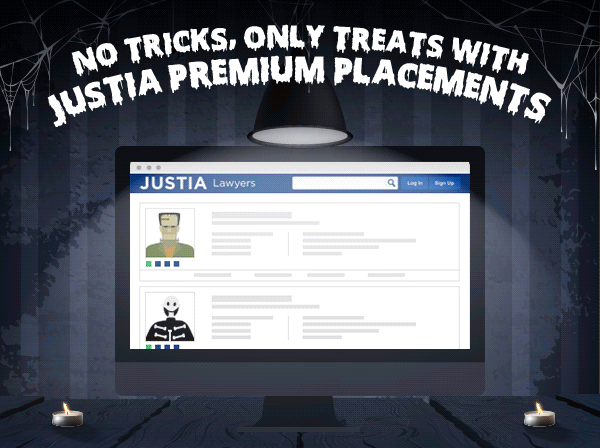 NO TRICKS, ONLY TREATS WITH
JUSTIA PREMIUM PLACEMENTS
JUSTIA Lawyers
Log In Sign Up